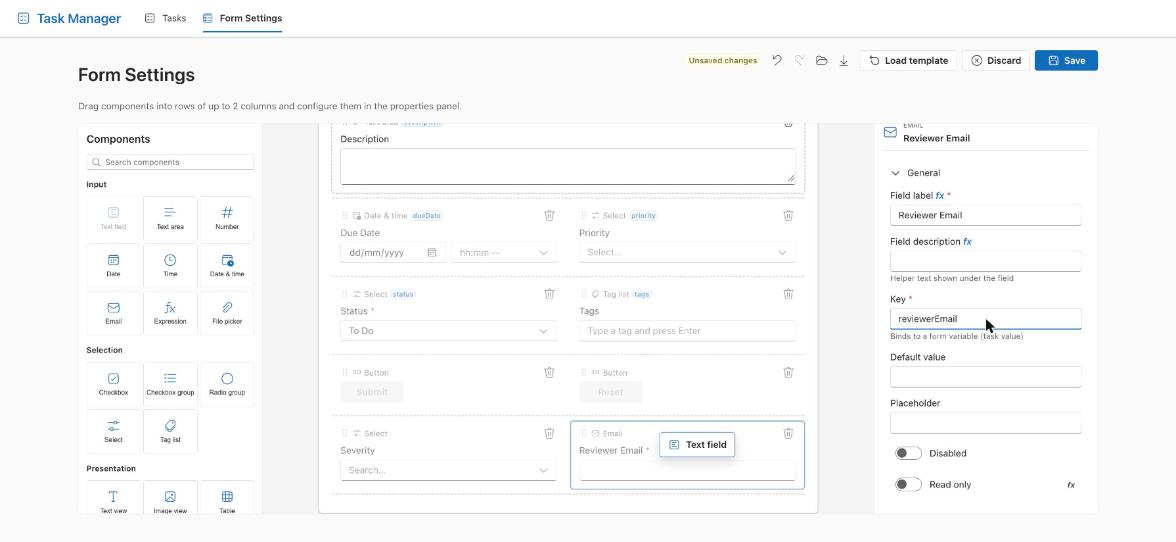 Task Manager
Tasks
Form Settings
Form Settings
Unsaved changes
Load template
Discard
Save
Drag components into rows of up to 2 columns and configure them in the properties panel.
Components
Search components
Input
Text field
Text area
Number
Date
Time
Date & time
Email
fx
Expression
File picker
Selection
Checkbox
Checkbox group
Radio group
Select
Tag list
Presentation
Text view
Image view
Table
Description
Date & time dueDate
Select priority
Due Date
Priority
dd/mm/yyyy
hh:mm --
Select...
Select status
Tag list tags
Status *
Tags
To Do
Type a tag and press Enter
Button
Button
Submit
Reset
Select
Email
Severity
Reviewer Email *
Text field
Search...
EMAIL
Reviewer Email
General
Field label fx *
Reviewer Email
Field description fx
Helper text shown under the field
Key *
reviewerEmail
Binds to a form variable (task value)
Default value
Placeholder
Disabled
Read only
fx